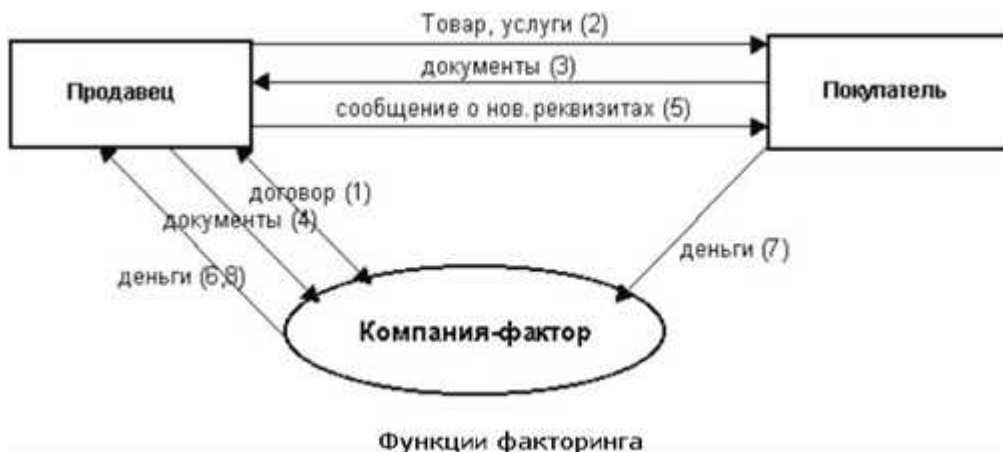 Товар, услуги (2)
Продавец
документы (3)
Покупатель
сообщение о нов.реквизитах (5)
договор (1)
документы (4)
деньги (6,8)
деньги (7)
Компания-фактор
Функции факторинга